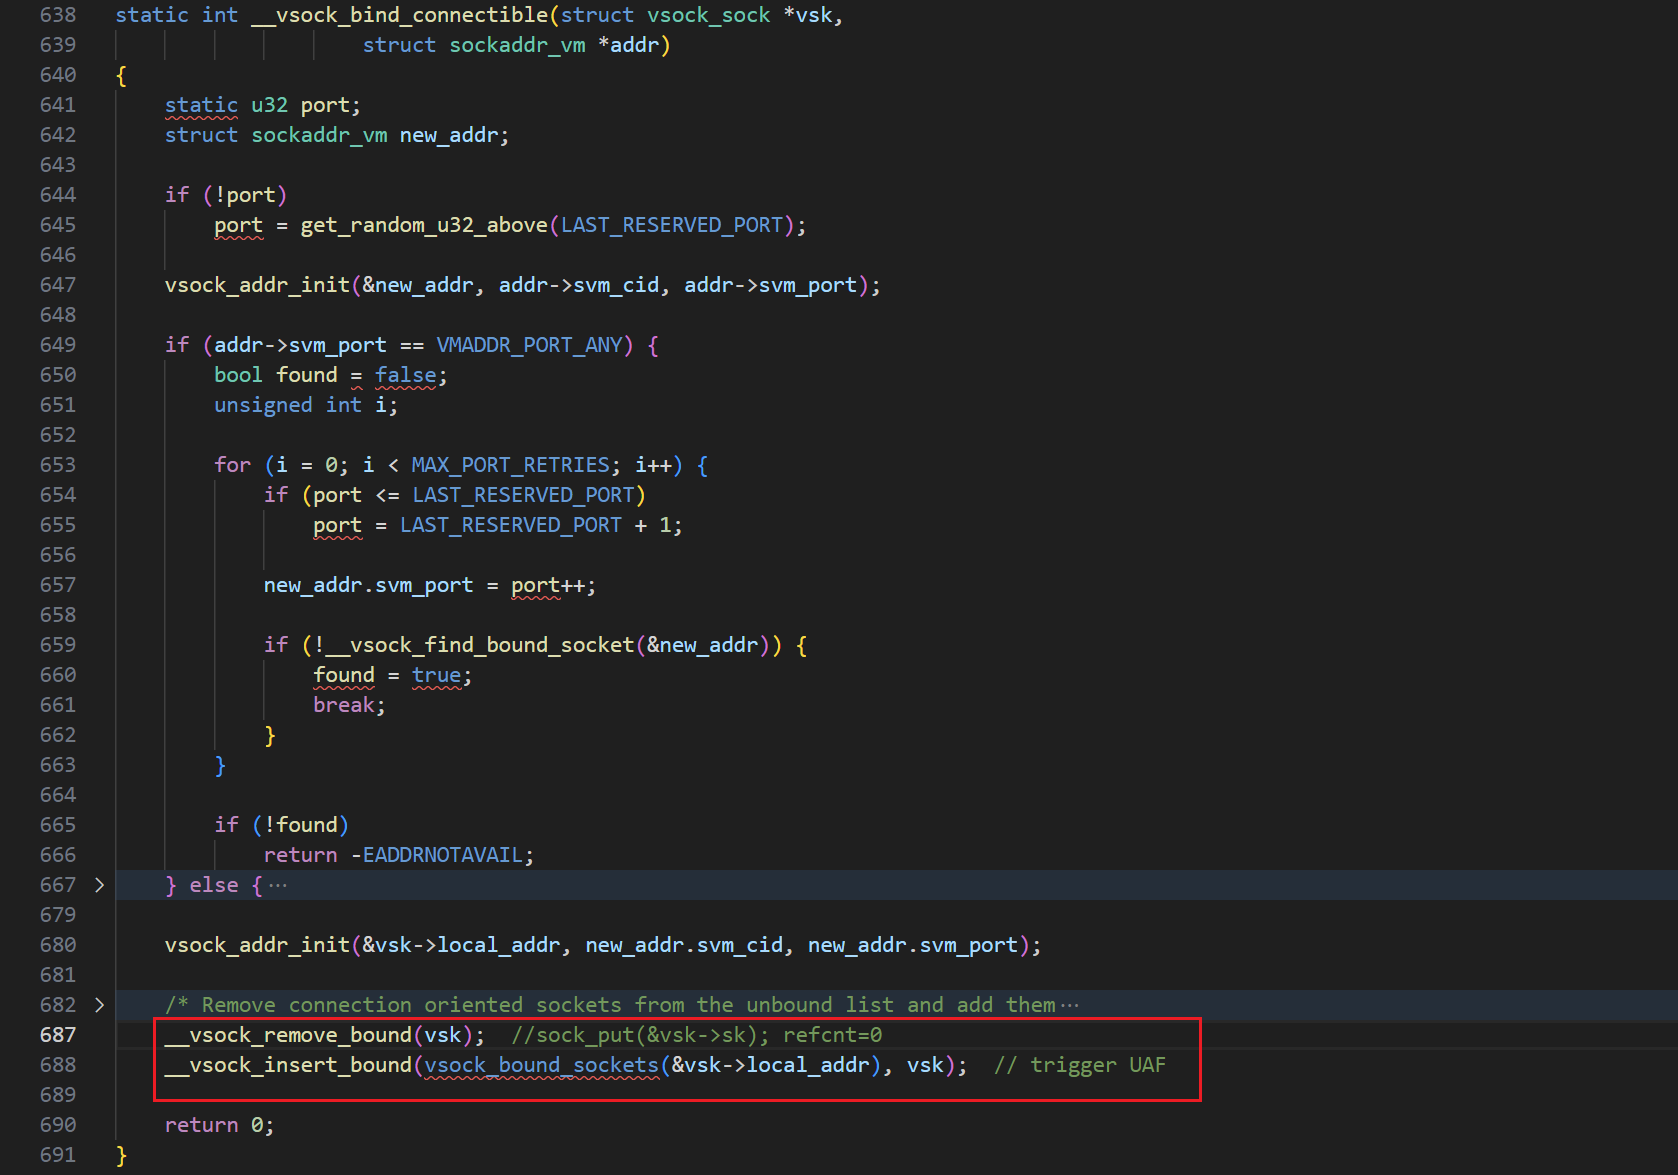 638 static int __vsock_bind_connectible(struct vsock_sock *vsk,
639 struct sockaddr_vm *addr)
640 {
641 static u32 port;
642 struct sockaddr_vm new_addr;
643
644 if (!port)
645 port = get_random_u32_above(LAST_RESERVED_PORT);
646
647 vsock_addr_init(&new_addr, addr->svm_cid, addr->svm_port);
648
649 if (addr->svm_port == VMADDR_PORT_ANY) {
650 bool found = false;
651 unsigned int i;
652
653 for (i = 0; i < MAX_PORT_RETRIES; i++) {
654 if (port <= LAST_RESERVED_PORT)
655 port = LAST_RESERVED_PORT + 1;
656
657 new_addr.svm_port = port++;
658
659 if (!__vsock_find_bound_socket(&new_addr)) {
660 found = true;
661 break;
662 }
663 }
664
665 if (!found)
666 return -EADDRNOTAVAIL;
667 } else {···
679
680 vsock_addr_init(&vsk->local_addr, new_addr.svm_cid, new_addr.svm_port);
681
682 /* Remove connection oriented sockets from the unbound list and add them···
687 __vsock_remove_bound(vsk); //sock_put(&vsk->sk); refcnt=0
688 __vsock_insert_bound(vsock_bound_sockets(&vsk->local_addr), vsk); // trigger UAF
689
690 return 0;
691 }